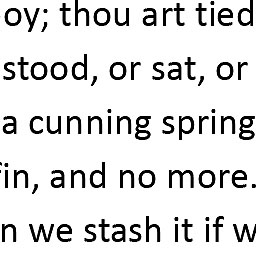 oy; thou art tied
stood, or sat, or
a cunning spring
fin, and no more.
n we stash it if w